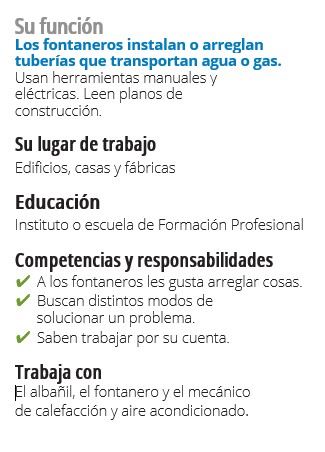 Su función
Los fontaneros instalan o arreglan
tuberías que transportan agua o gas.
Usan herramientas manuales y
eléctricas. Leen planos de
construcción.
Su lugar de trabajo
Edificios, casas y fábricas
Educación
Instituto o escuela de Formación Profesional
Competencias y responsabilidades
✔ A los fontaneros les gusta arreglar cosas.
✔ Buscan distintos modos de
solucionar un problema.
✔ Saben trabajar por su cuenta.
Trabaja con
El albañil, el fontanero y el mecánico
de calefacción y aire acondicionado.